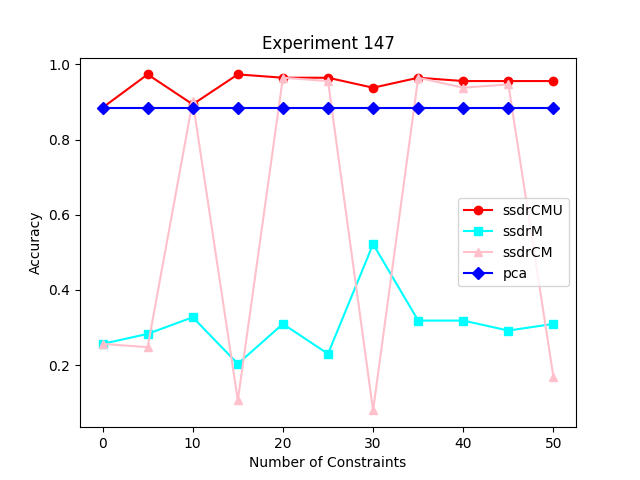 Experiment 147
1.0
0.8
0.6
0.4
0.2
Accuracy
ssdrCMU
ssdrM
ssdrCM
pca
0 10 20 30 40 50
Number of Constraints